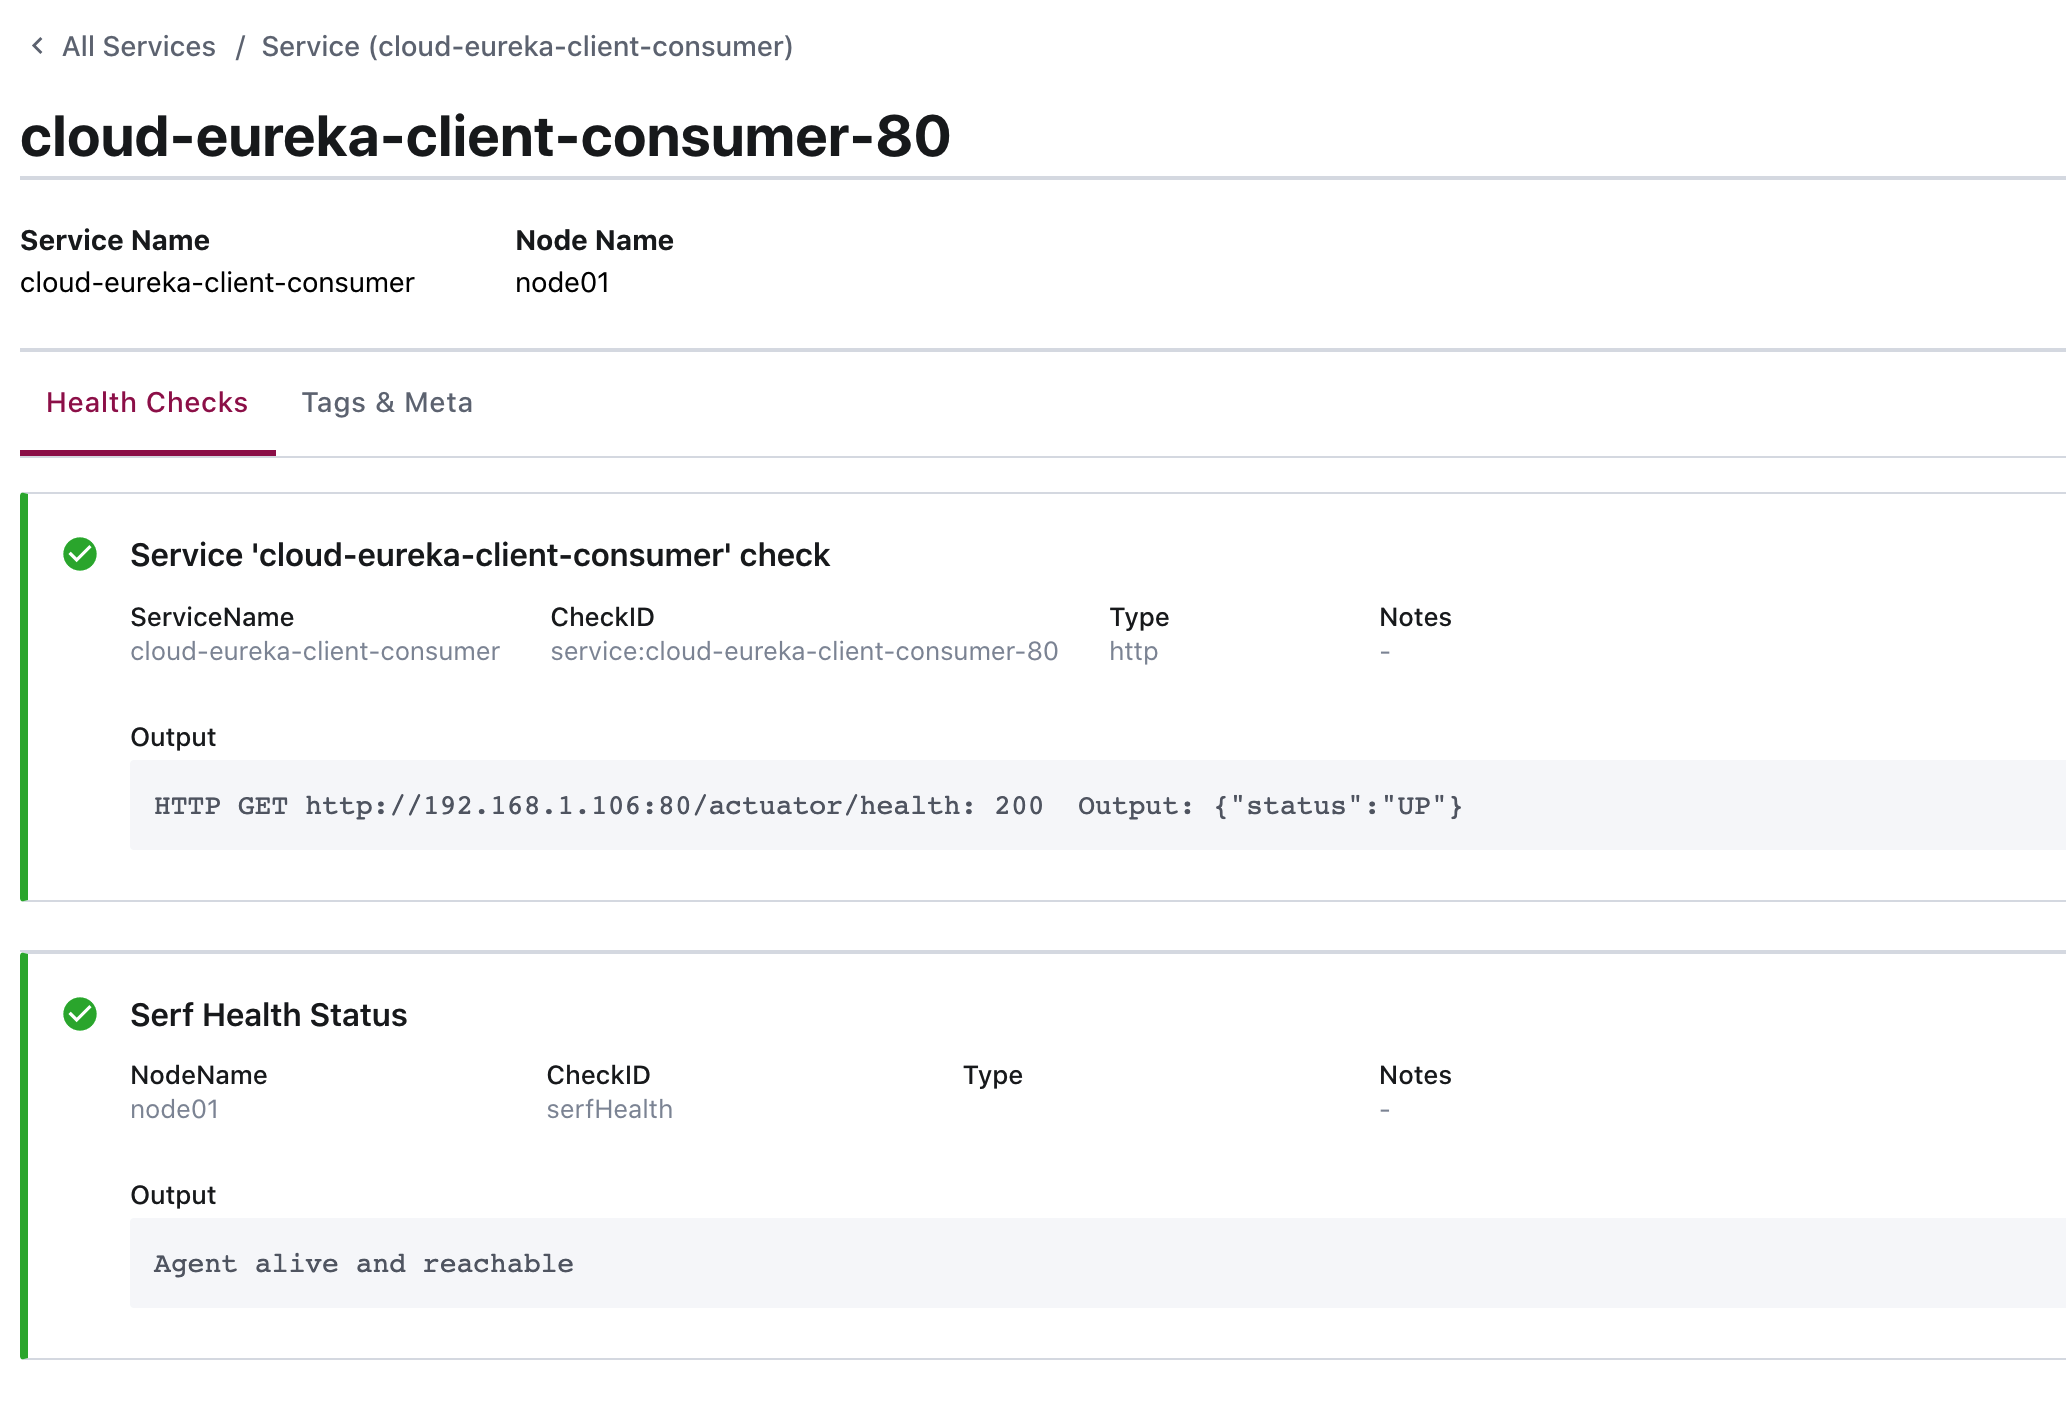 All Services / Service (cloud-eureka-client-consumer)
cloud-eureka-client-consumer-80
Service Name Node Name
cloud-eureka-client-consumer node01
Health Checks Tags & Meta
Service 'cloud-eureka-client-consumer' check
ServiceName CheckID Type Notes
cloud-eureka-client-consumer service:cloud-eureka-client-consumer-80 http -
Output
HTTP GET http://192.168.1.106:80/actuator/health: 200  Output: {"status":"UP"}
Serf Health Status
NodeName CheckID Type Notes
node01 serfHealth -
Output
Agent alive and reachable